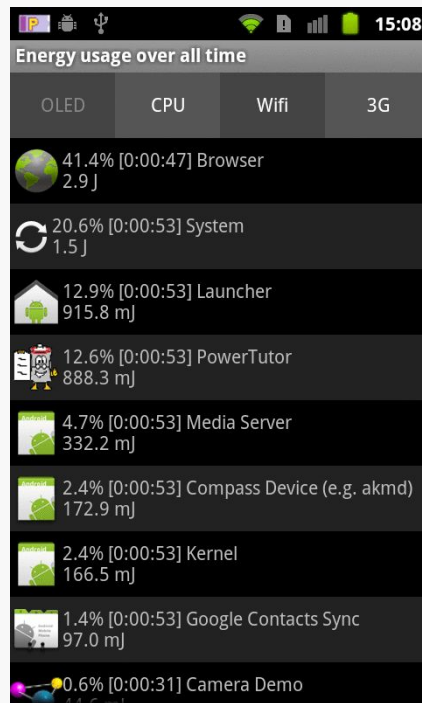 15:08
Energy usage over all time
OLED CPU Wifi 3G
41.4% [0:00:47] Browser
2.9 J
20.6% [0:00:53] System
1.5 J
12.9% [0:00:53] Launcher
915.8 mJ
12.6% [0:00:53] PowerTutor
888.3 mJ
4.7% [0:00:53] Media Server
332.2 mJ
2.4% [0:00:53] Compass Device (e.g. akmd)
172.9 mJ
2.4% [0:00:53] Kernel
166.5 mJ
1.4% [0:00:53] Google Contacts Sync
97.0 mJ
0.6% [0:00:31] Camera Demo